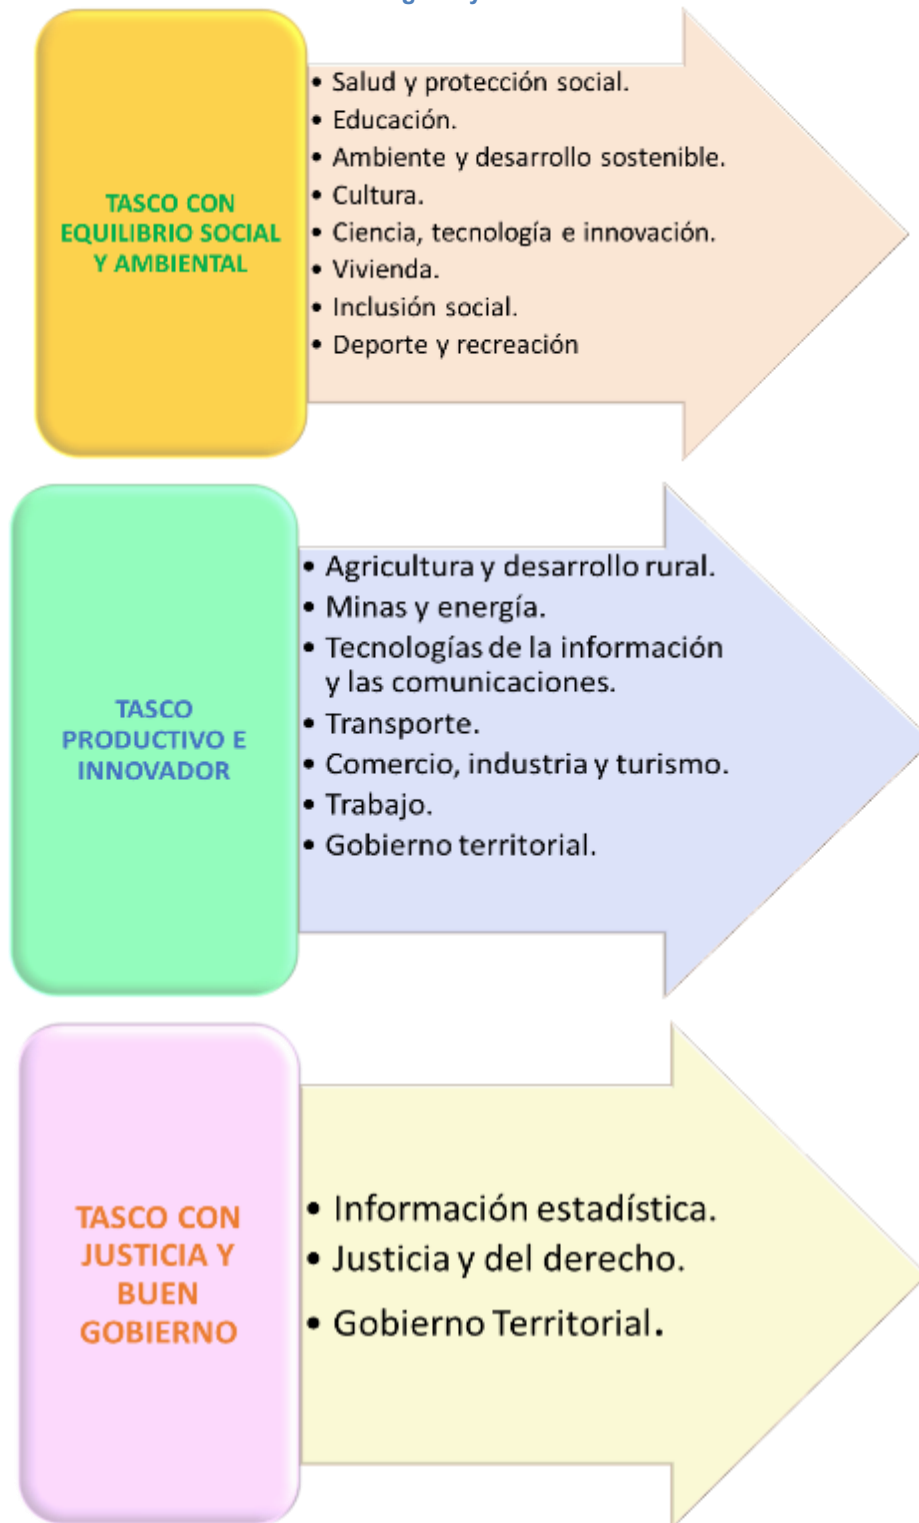 TASCO CON
EQUILIBRIO SOCIAL
Y AMBIENTAL
• Salud y protección social.
• Educación.
• Ambiente y desarrollo sostenible.
• Cultura.
• Ciencia, tecnología e innovación.
• Vivienda.
• Inclusión social.
• Deporte y recreación
TASCO
PRODUCTIVO E
INNOVADOR
• Agricultura y desarrollo rural.
• Minas y energía.
• Tecnologías de la información
y las comunicaciones.
• Transporte.
• Comercio, industria y turismo.
• Trabajo.
• Gobierno territorial.
TASCO CON
JUSTICIA Y
BUEN
GOBIERNO
• Información estadística.
• Justicia y del derecho.
• Gobierno Territorial.